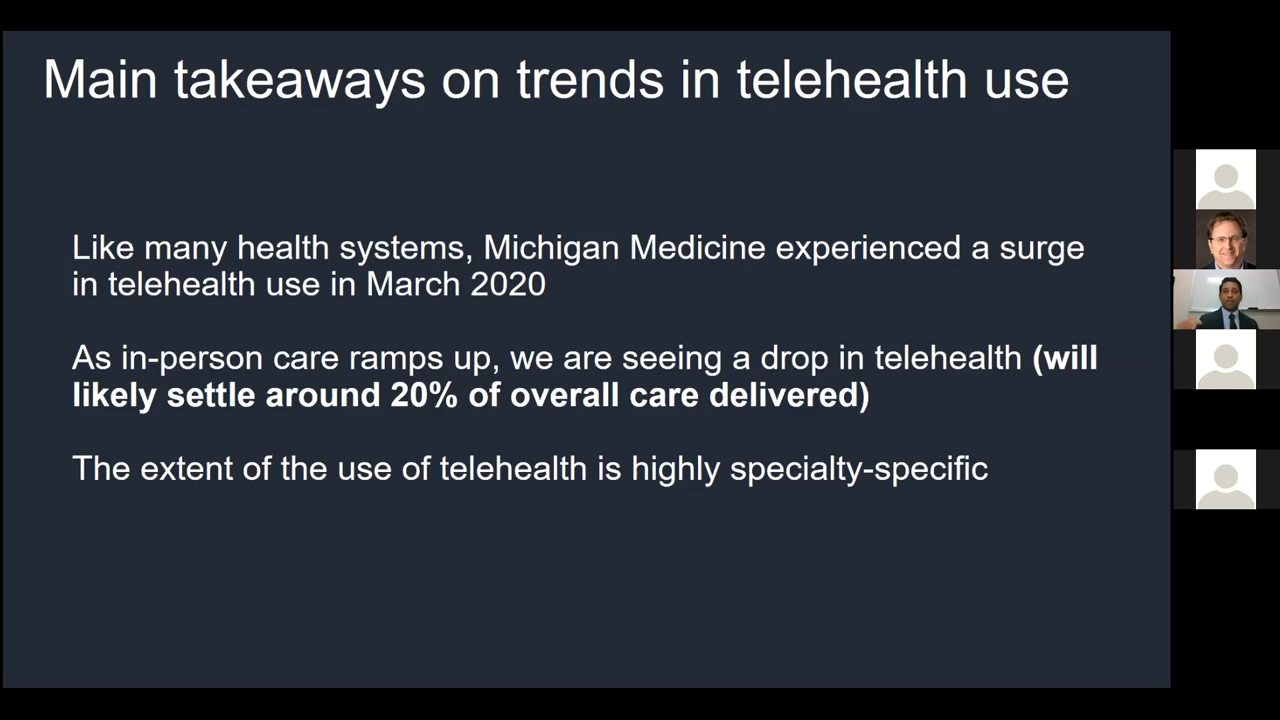 Main takeaways on trends in telehealth use
Like many health systems, Michigan Medicine experienced a surge
in telehealth use in March 2020
As in-person care ramps up, we are seeing a drop in telehealth (will
likely settle around 20% of overall care delivered)
The extent of the use of telehealth is highly specialty-specific